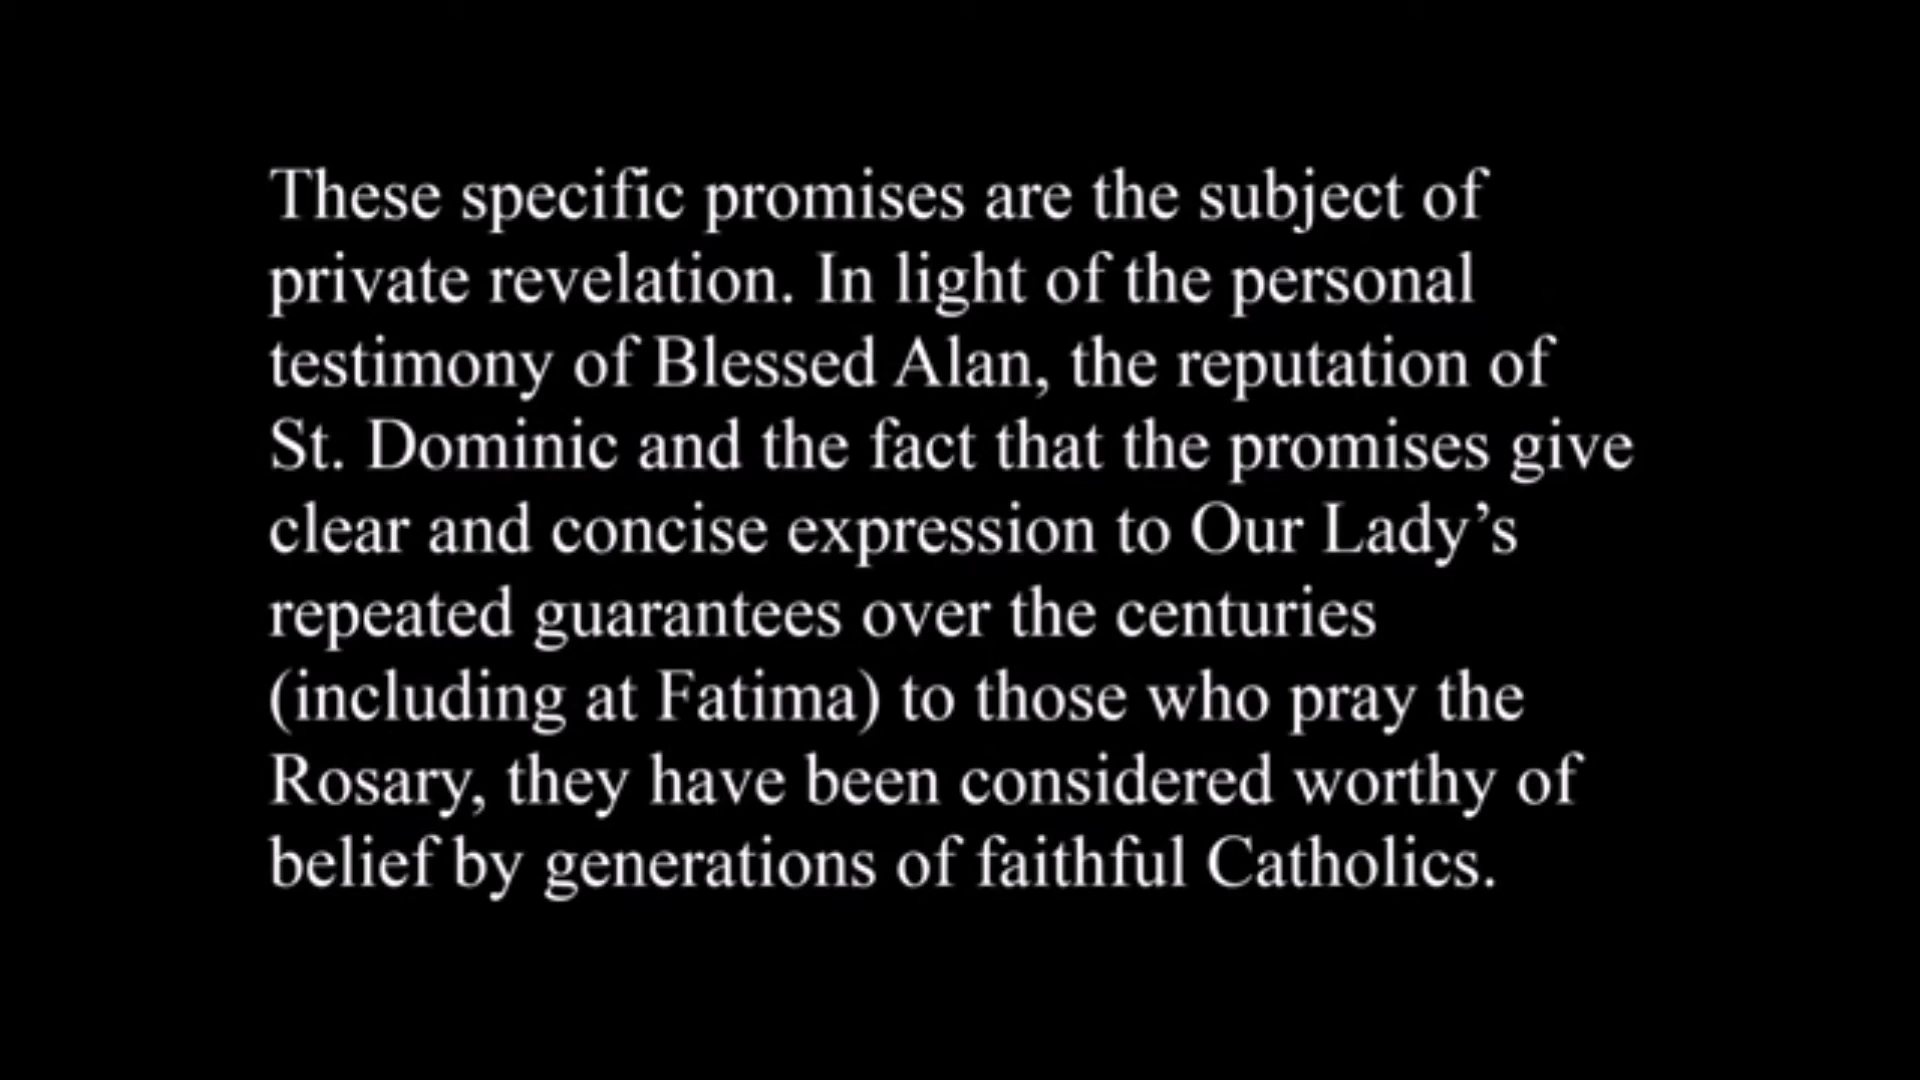 These specific promises are the subject of
private revelation. In light of the personal
testimony of Blessed Alan, the reputation of
St. Dominic and the fact that the promises give
clear and concise expression to Our Lady’s
repeated guarantees over the centuries
(including at Fatima) to those who pray the
Rosary, they have been considered worthy of
belief by generations of faithful Catholics.